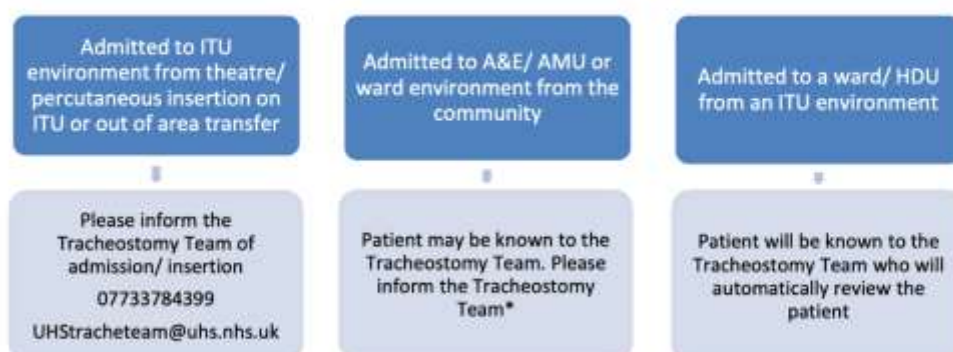 Admitted to ITU
environment from theatre/
percutaneous insertion on
ITU or out of area transfer
Please inform the
Tracheostomy Team of
admission/ insertion
07733784399
UHStracheteam@uhs.nhs.uk
Admitted to A&E/ AMU or
ward environment from the
community
Patient may be known to the
Tracheostomy Team. Please
inform the Tracheostomy
Team*
Admitted to a ward/ HDU
from an ITU environment
Patient will be known to the
Tracheostomy Team who will
automatically review the
patient